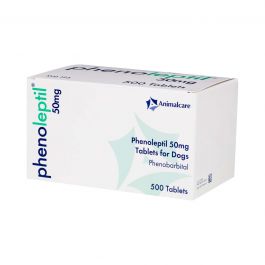 phenoleptil®
50mg
Animalcare
Phenoleptil 50mg
Tablets for Dogs
Phenobarbital
500 Tablets